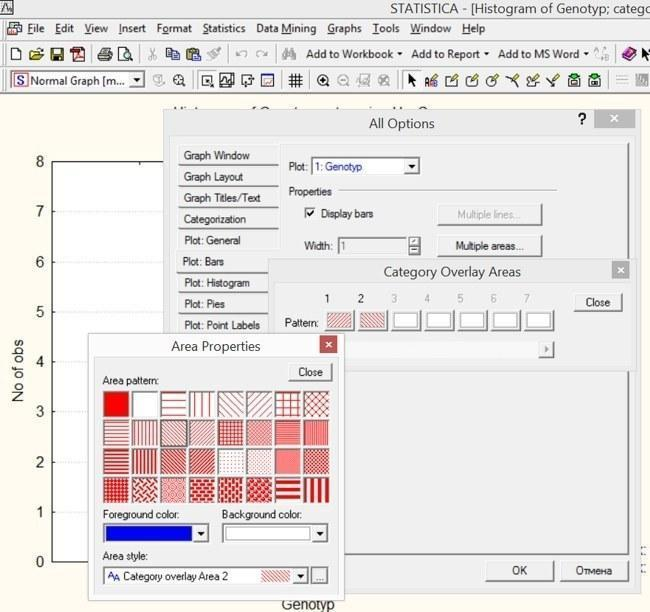 STATISTICA - [Histogram of Genotyp; catego
File Edit View Insert Format Statistics Data Mining Graphs Tools Window Help
Add to Workbook Add to Report Add to MS Word
S Normal Graph [m...
All Options ?
Graph Window
Graph Layout
Graph Titles/Text
Categorization
Plot: General
Plot: Bars
Plot: Histogram
Plot: Pies
Plot: Point Labels
Plot: 1: Genotyp
Properties
Display bars Multiple lines...
Width: 1 Multiple areas...
Category Overlay Areas
1 2 3 4 5 6 7
Close
Pattern:
Area Properties
Close
Area pattern:
Foreground color: Background color:
Area style:
AA Category overlay Area 2 ...
OK Отмена
8
7
6
5
4
3
2
1
0
No of obs
Genotyp